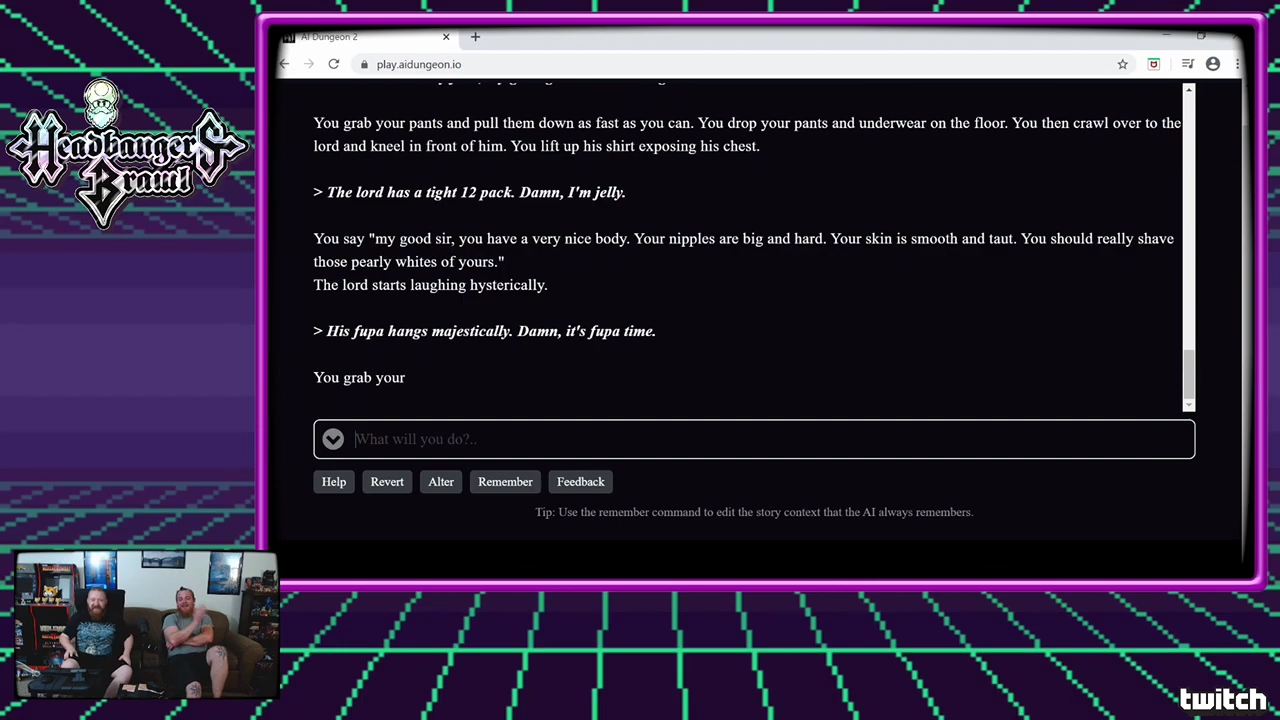 AI Dungeon 2
play.aidungeon.io
Headbangers
Brawl
You grab your pants and pull them down as fast as you can. You drop your pants and underwear on the floor. You then crawl over to the
lord and kneel in front of him. You lift up his shirt exposing his chest.
> The lord has a tight 12 pack. Damn, I'm jelly.
You say "my good sir, you have a very nice body. Your nipples are big and hard. Your skin is smooth and taut. You should really shave
those pearly whites of yours."
The lord starts laughing hysterically.
> His fupa hangs majestically. Damn, it's fupa time.
You grab your
What will you do?..
Help Revert Alter Remember Feedback
Tip: Use the remember command to edit the story context that the AI always remembers.
twitch